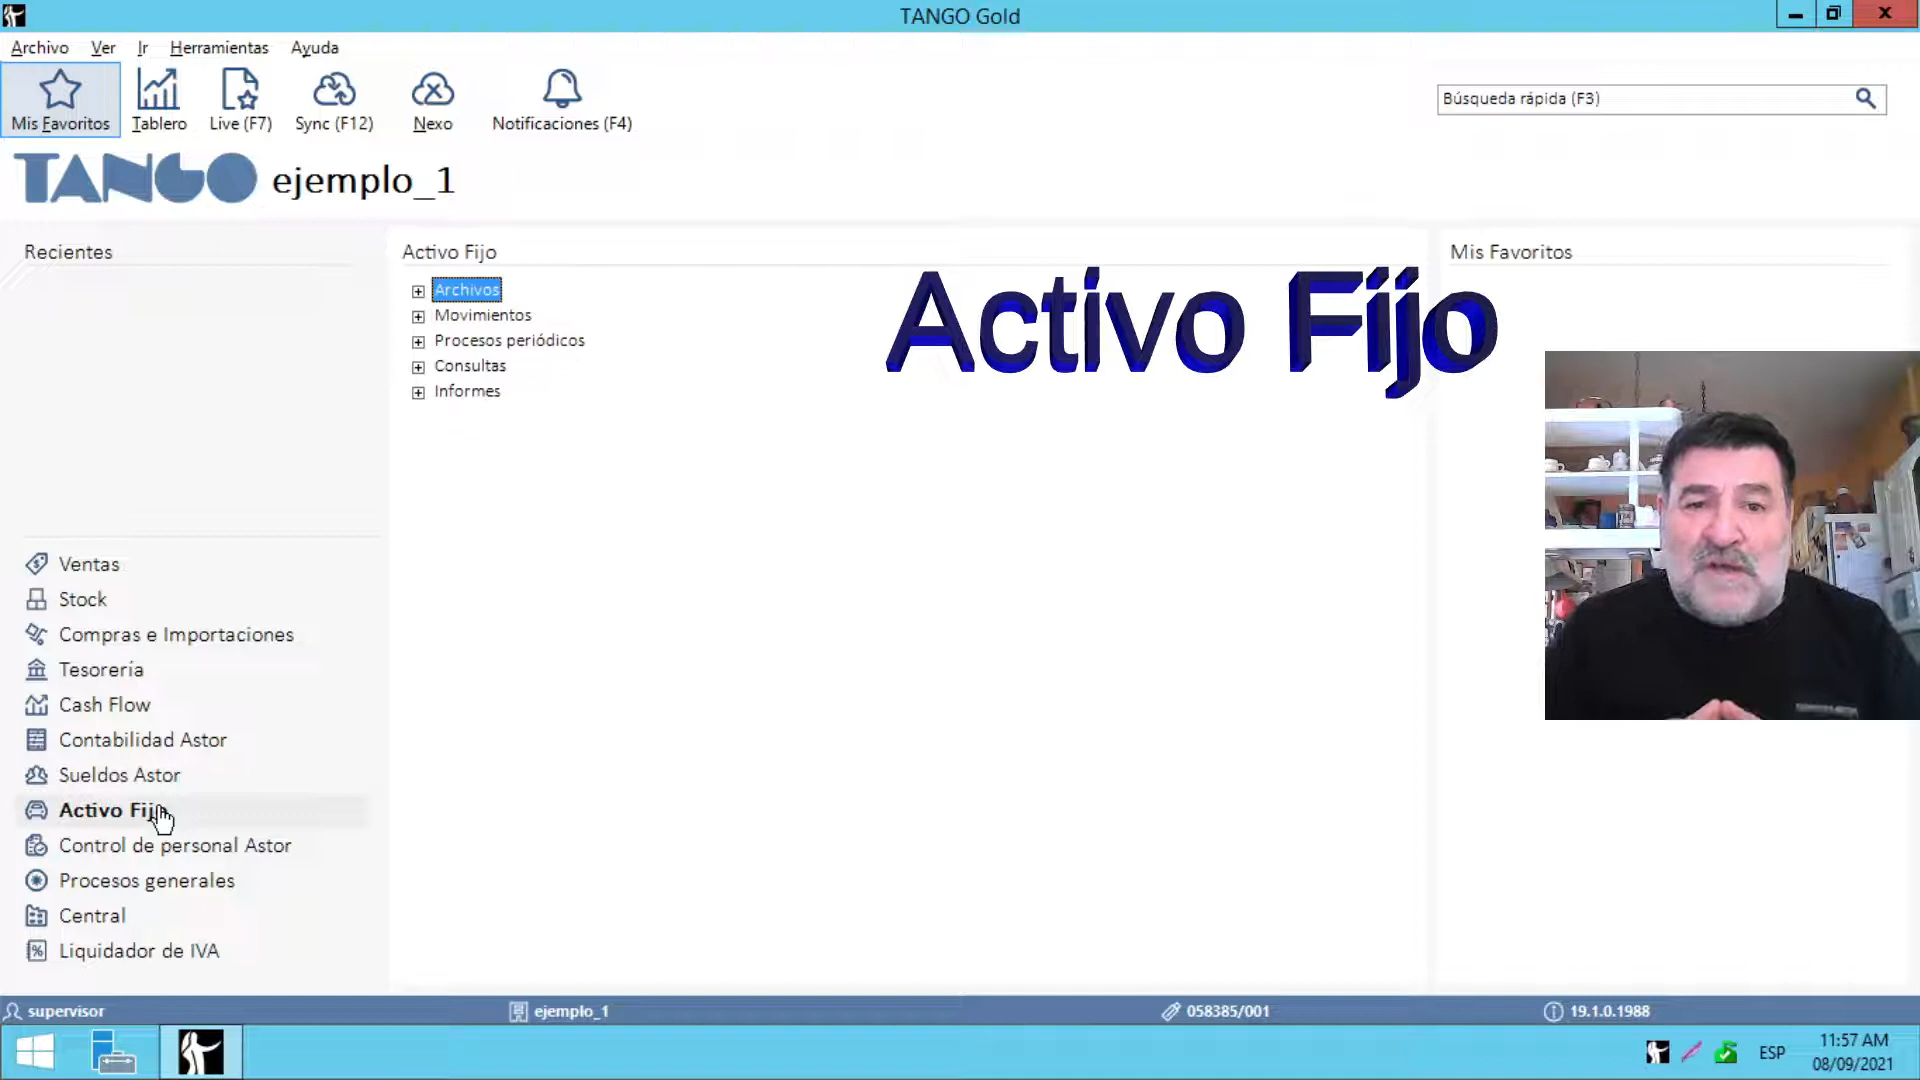 TANGO Gold
Archivo Ver Ir Herramientas Ayuda
Mis Favoritos Tablero Live (F7) Sync (F12) Nexo Notificaciones (F4)
Búsqueda rápida (F3)
TANGO ejemplo_1
Recientes
Activo Fijo
Mis Favoritos
Archivos
Movimientos
Procesos periódicos
Consultas
Informes
Activo Fijo
Ventas
Stock
Compras e Importaciones
Tesorería
Cash Flow
Contabilidad Astor
Sueldos Astor
Activo Fijo
Control de personal Astor
Procesos generales
Central
Liquidador de IVA
supervisor ejemplo_1 058385/001 19.1.0.1988
ESP
11:57 AM
08/09/2021